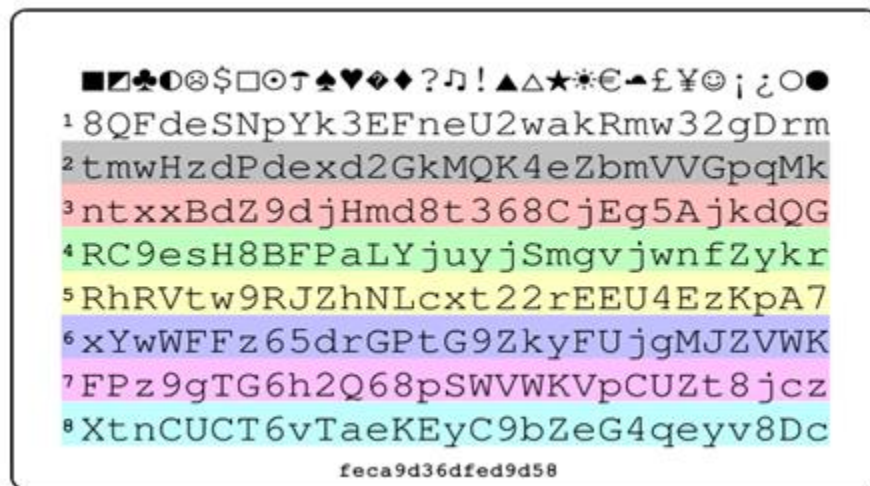 ■◩♣◐☹$□⊙☂♠♥�♦?♫!▲△★☀€☁£¥☺¡¿○●
1 8QFdeSNpYk3EFneU2wakRmw32gDrm
2 tmwHzdPdexd2GkMQK4eZbmVVGpqMk
3 ntxxBdZ9djHmd8t368CjEg5AjkdQG
4 RC9esH8BFPaLYjuyjSmgvjwnfZykr
5 RhRVtw9RJZhNLcxt22rEEU4EzKpA7
6 xYwWFFz65drGPtG9ZkyFUjgMJZVWK
7 FPz9gTG6h2Q68pSWVWKVpCUZt8jcz
8 XtnCUCT6vTaeKEyC9bZeG4qeyv8Dc
feca9d36dfed9d58